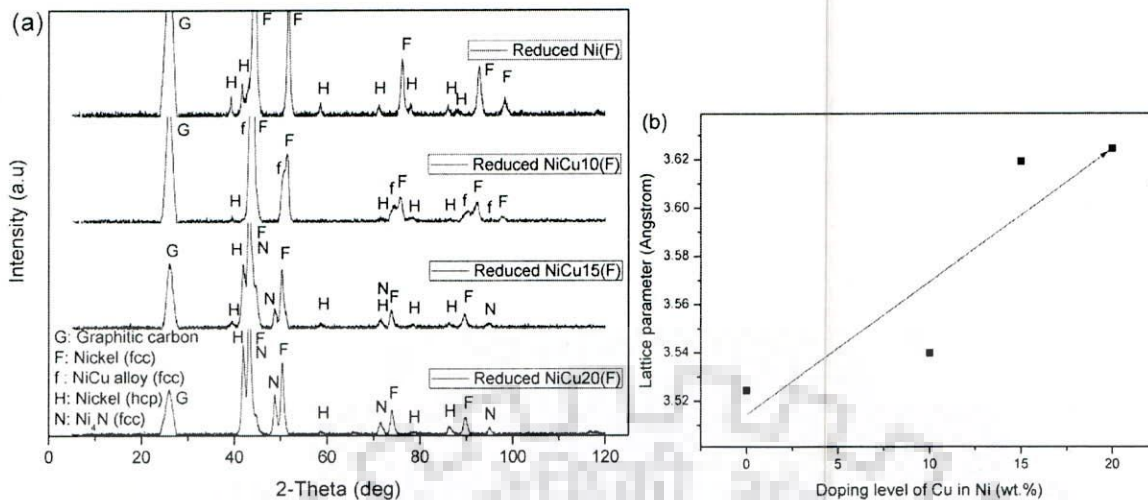 (a)
G
H
H
F
F
H
H
F
H
H
H
F
F
Reduced Ni(F)
G
H
f
F
f
F
H
f
F
H
H
f
F
f
F
Reduced NiCu10(F)
G
H
H
F
N
N
F
H
N
H
F
H
H
F
N
Reduced NiCu15(F)
G: Graphitic carbon
F: Nickel (fcc)
f : NiCu alloy (fcc)
H: Nickel (hcp)
N: Ni4N (fcc)
G
H
F
N
N
F
H
N
F
H
H
F
N
Reduced NiCu20(F)
Intensity (a.u)
0 20 40 60 80 100 120
2-Theta (deg)
(b)
3.62
3.60
3.58
3.56
3.54
3.52
Lattice parameter (Angstrom)
0 5 10 15 20
Doping level of Cu in Ni (wt.%)